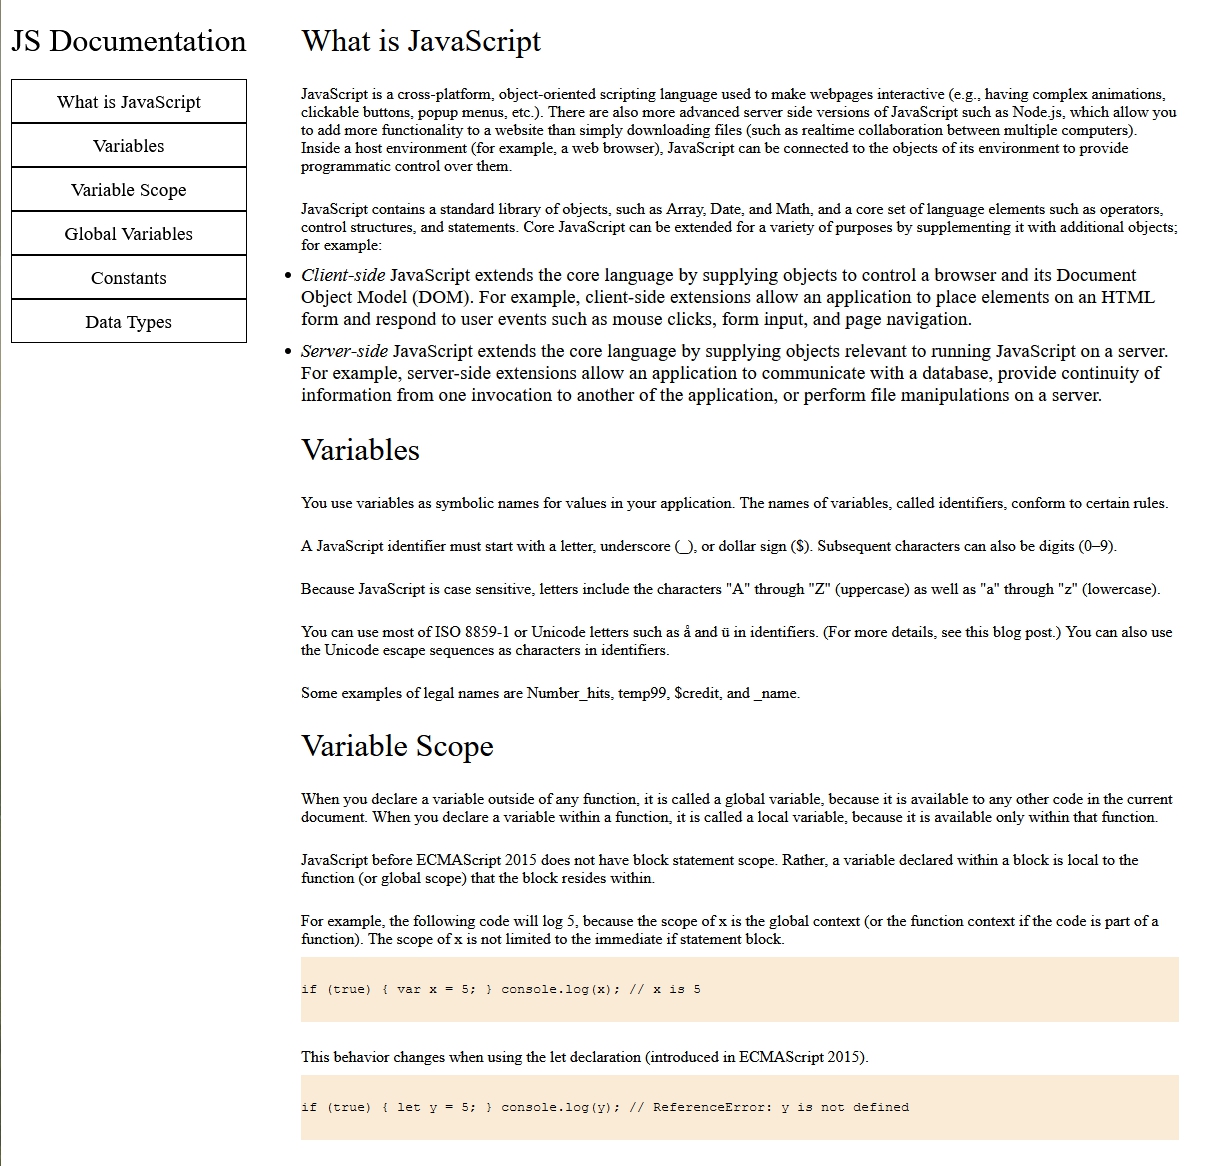 JS Documentation
What is JavaScript
Variables
Variable Scope
Global Variables
Constants
Data Types
What is JavaScript
JavaScript is a cross-platform, object-oriented scripting language used to make webpages interactive (e.g., having complex animations,
clickable buttons, popup menus, etc.). There are also more advanced server side versions of JavaScript such as Node.js, which allow you
to add more functionality to a website than simply downloading files (such as realtime collaboration between multiple computers).
Inside a host environment (for example, a web browser), JavaScript can be connected to the objects of its environment to provide
programmatic control over them.
JavaScript contains a standard library of objects, such as Array, Date, and Math, and a core set of language elements such as operators,
control structures, and statements. Core JavaScript can be extended for a variety of purposes by supplementing it with additional objects;
for example:
• Client-side JavaScript extends the core language by supplying objects to control a browser and its Document
Object Model (DOM). For example, client-side extensions allow an application to place elements on an HTML
form and respond to user events such as mouse clicks, form input, and page navigation.
• Server-side JavaScript extends the core language by supplying objects relevant to running JavaScript on a server.
For example, server-side extensions allow an application to communicate with a database, provide continuity of
information from one invocation to another of the application, or perform file manipulations on a server.
Variables
You use variables as symbolic names for values in your application. The names of variables, called identifiers, conform to certain rules.
A JavaScript identifier must start with a letter, underscore (_), or dollar sign ($). Subsequent characters can also be digits (0–9).
Because JavaScript is case sensitive, letters include the characters "A" through "Z" (uppercase) as well as "a" through "z" (lowercase).
You can use most of ISO 8859-1 or Unicode letters such as å and ü in identifiers. (For more details, see this blog post.) You can also use
the Unicode escape sequences as characters in identifiers.
Some examples of legal names are Number_hits, temp99, $credit, and _name.
Variable Scope
When you declare a variable outside of any function, it is called a global variable, because it is available to any other code in the current
document. When you declare a variable within a function, it is called a local variable, because it is available only within that function.
JavaScript before ECMAScript 2015 does not have block statement scope. Rather, a variable declared within a block is local to the
function (or global scope) that the block resides within.
For example, the following code will log 5, because the scope of x is the global context (or the function context if the code is part of a
function). The scope of x is not limited to the immediate if statement block.
if (true) { var x = 5; } console.log(x); // x is 5
This behavior changes when using the let declaration (introduced in ECMAScript 2015).
if (true) { let y = 5; } console.log(y); // ReferenceError: y is not defined